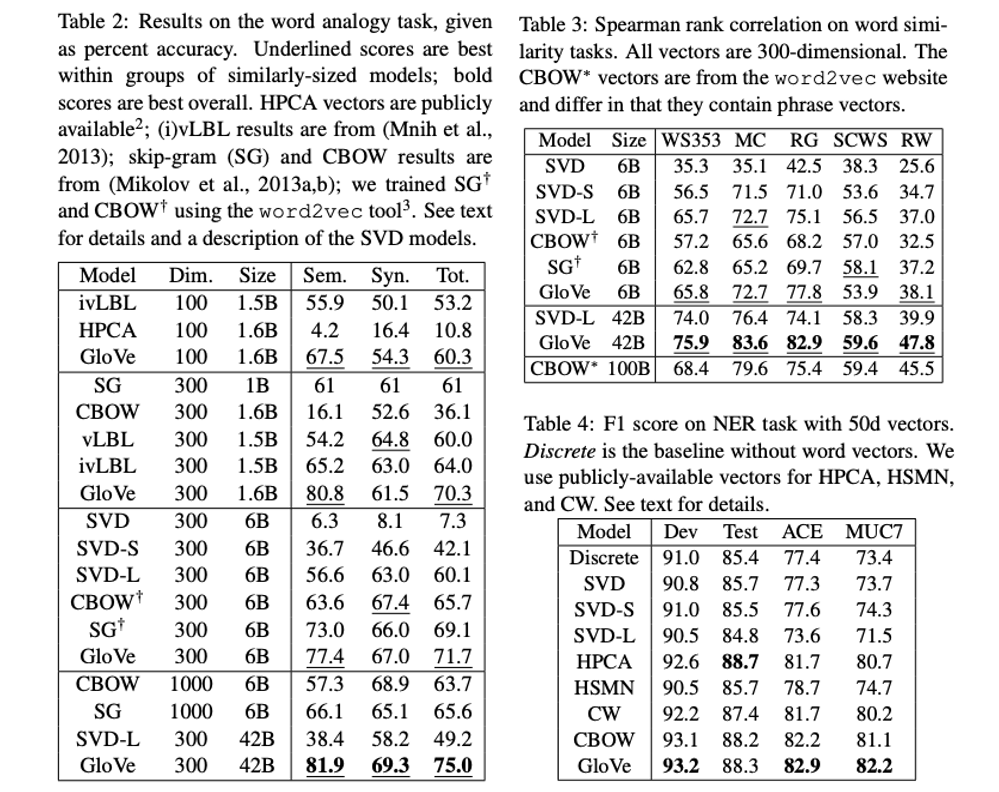 Table 2: Results on the word analogy task, given
as percent accuracy. Underlined scores are best
within groups of similarly-sized models; bold
scores are best overall. HPCA vectors are publicly
available²; (i)vLBL results are from (Mnih et al.,
2013); skip-gram (SG) and CBOW results are
from (Mikolov et al., 2013a,b); we trained SG†
and CBOW† using the word2vec tool³. See text
for details and a description of the SVD models.
Model Dim. Size Sem. Syn. Tot.
ivLBL 100 1.5B 55.9 50.1 53.2
HPCA 100 1.6B 4.2 16.4 10.8
GloVe 100 1.6B 67.5 54.3 60.3
SG 300 1B 61 61 61
CBOW 300 1.6B 16.1 52.6 36.1
vLBL 300 1.5B 54.2 64.8 60.0
ivLBL 300 1.5B 65.2 63.0 64.0
GloVe 300 1.6B 80.8 61.5 70.3
SVD 300 6B 6.3 8.1 7.3
SVD-S 300 6B 36.7 46.6 42.1
SVD-L 300 6B 56.6 63.0 60.1
CBOW† 300 6B 63.6 67.4 65.7
SG† 300 6B 73.0 66.0 69.1
GloVe 300 6B 77.4 67.0 71.7
CBOW 1000 6B 57.3 68.9 63.7
SG 1000 6B 66.1 65.1 65.6
SVD-L 300 42B 38.4 58.2 49.2
GloVe 300 42B 81.9 69.3 75.0
Table 3: Spearman rank correlation on word simi-
larity tasks. All vectors are 300-dimensional. The
CBOW* vectors are from the word2vec website
and differ in that they contain phrase vectors.
Model Size WS353 MC RG SCWS RW
SVD 6B 35.3 35.1 42.5 38.3 25.6
SVD-S 6B 56.5 71.5 71.0 53.6 34.7
SVD-L 6B 65.7 72.7 75.1 56.5 37.0
CBOW† 6B 57.2 65.6 68.2 57.0 32.5
SG† 6B 62.8 65.2 69.7 58.1 37.2
GloVe 6B 65.8 72.7 77.8 53.9 38.1
SVD-L 42B 74.0 76.4 74.1 58.3 39.9
GloVe 42B 75.9 83.6 82.9 59.6 47.8
CBOW* 100B 68.4 79.6 75.4 59.4 45.5
Table 4: F1 score on NER task with 50d vectors.
Discrete is the baseline without word vectors. We
use publicly-available vectors for HPCA, HSMN,
and CW. See text for details.
Model Dev Test ACE MUC7
Discrete 91.0 85.4 77.4 73.4
SVD 90.8 85.7 77.3 73.7
SVD-S 91.0 85.5 77.6 74.3
SVD-L 90.5 84.8 73.6 71.5
HPCA 92.6 88.7 81.7 80.7
HSMN 90.5 85.7 78.7 74.7
CW 92.2 87.4 81.7 80.2
CBOW 93.1 88.2 82.2 81.1
GloVe 93.2 88.3 82.9 82.2